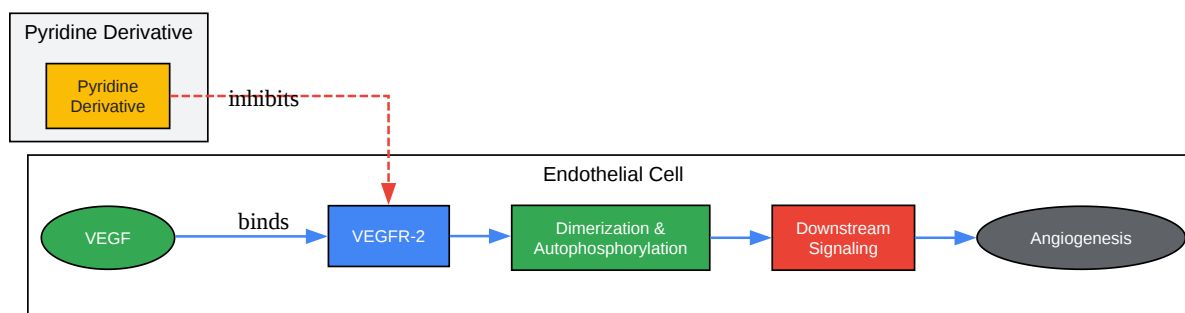 Pyridine Derivative
Pyridine
Derivative
inhibits
Endothelial Cell
VEGF
binds
VEGFR-2
Dimerization &
Autophosphorylation
Downstream
Signaling
Angiogenesis